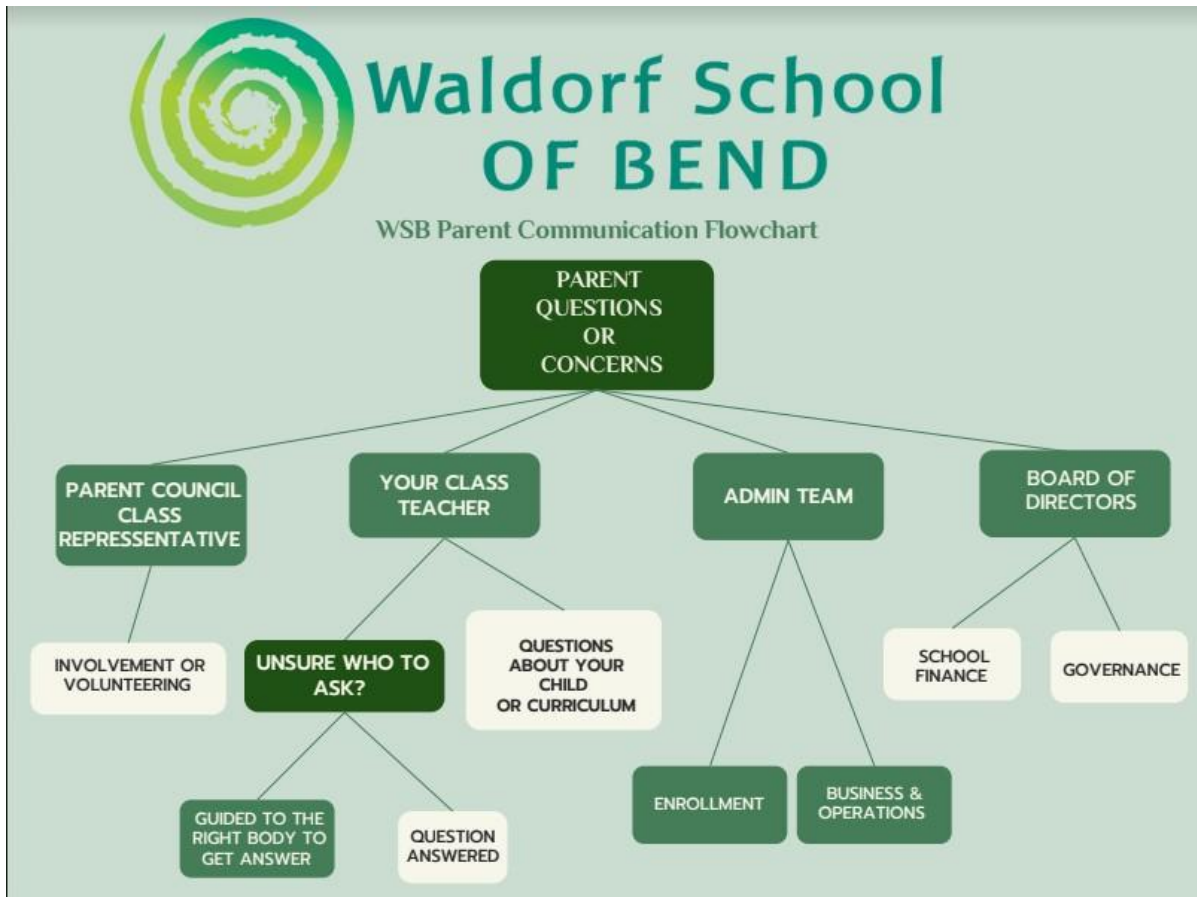 Waldorf School
OF BEND
WSB Parent Communication Flowchart
PARENT
QUESTIONS
OR
CONCERNS
PARENT COUNCIL
CLASS
REPRESSENTATIVE
YOUR CLASS
TEACHER
ADMIN TEAM
BOARD OF
DIRECTORS
INVOLVEMENT OR
VOLUNTEERING
UNSURE WHO TO
ASK?
QUESTIONS
ABOUT YOUR
CHILD
OR CURRICULUM
SCHOOL
FINANCE
GOVERNANCE
GUIDED TO THE
RIGHT BODY TO
GET ANSWER
QUESTION
ANSWERED
ENROLLMENT
BUSINESS &
OPERATIONS